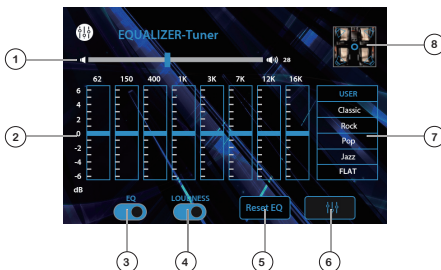 EQUALIZER-Tuner
28
62 150 400 1K 3K 7K 12K 16K
6
4
2
0
-2
-4
-6
dB
USER
Classic
Rock
Pop
Jazz
FLAT
EQ
LOUDNESS
Reset EQ
1
2
3
4
5
6
7
8